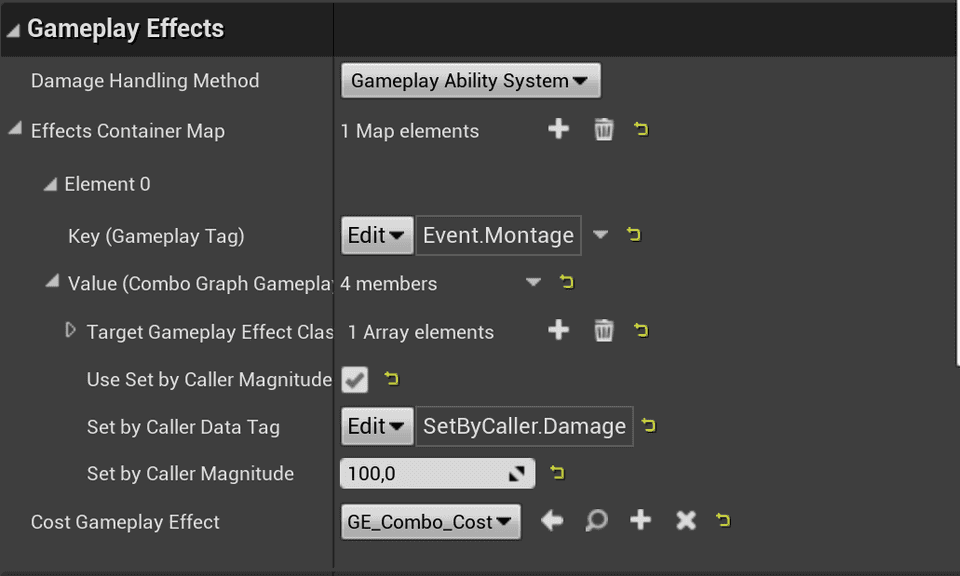 Gameplay Effects
Damage Handling Method Gameplay Ability System
Effects Container Map 1 Map elements
Element 0
Key (Gameplay Tag) Edit Event.Montage
Value (Combo Graph Gamepla 4 members
Target Gameplay Effect Clas 1 Array elements
Use Set by Caller Magnitude
Set by Caller Data Tag Edit SetByCaller.Damage
Set by Caller Magnitude 100,0
Cost Gameplay Effect GE_Combo_Cost